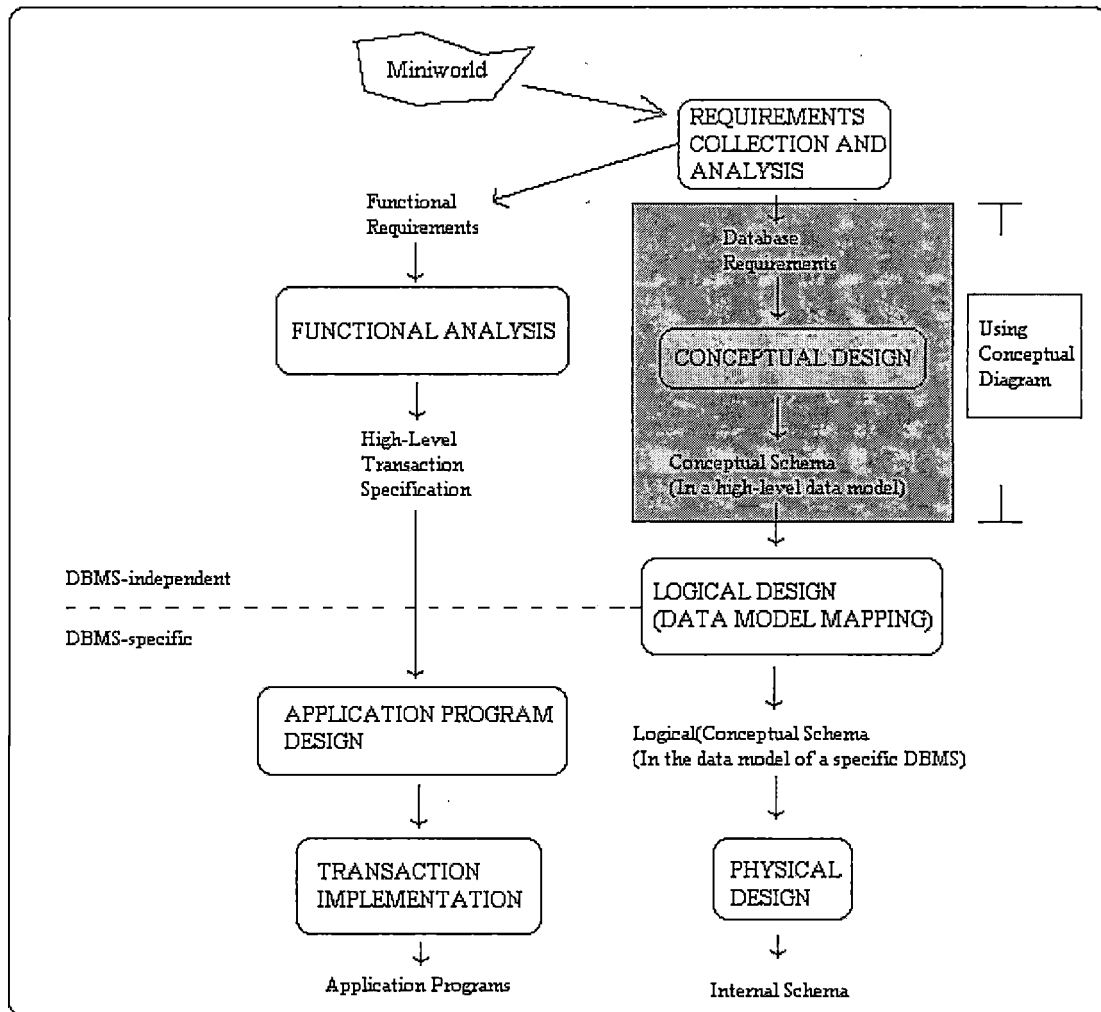 Miniworld
REQUIREMENTS
COLLECTION AND
ANALYSIS
Functional
Requirements
Database
Requirements
FUNCTIONAL ANALYSIS
CONCEPTUAL DESIGN
Using
Conceptual
Diagram
High-Level
Transaction
Specification
Conceptual Schema
(In a high-level data model)
DBMS-independent
DBMS-specific
LOGICAL DESIGN
(DATA MODEL MAPPING)
APPLICATION PROGRAM
DESIGN
Logical(Conceptual Schema
(In the data model of a specific DBMS)
TRANSACTION
IMPLEMENTATION
PHYSICAL
DESIGN
Application Programs
Internal Schema